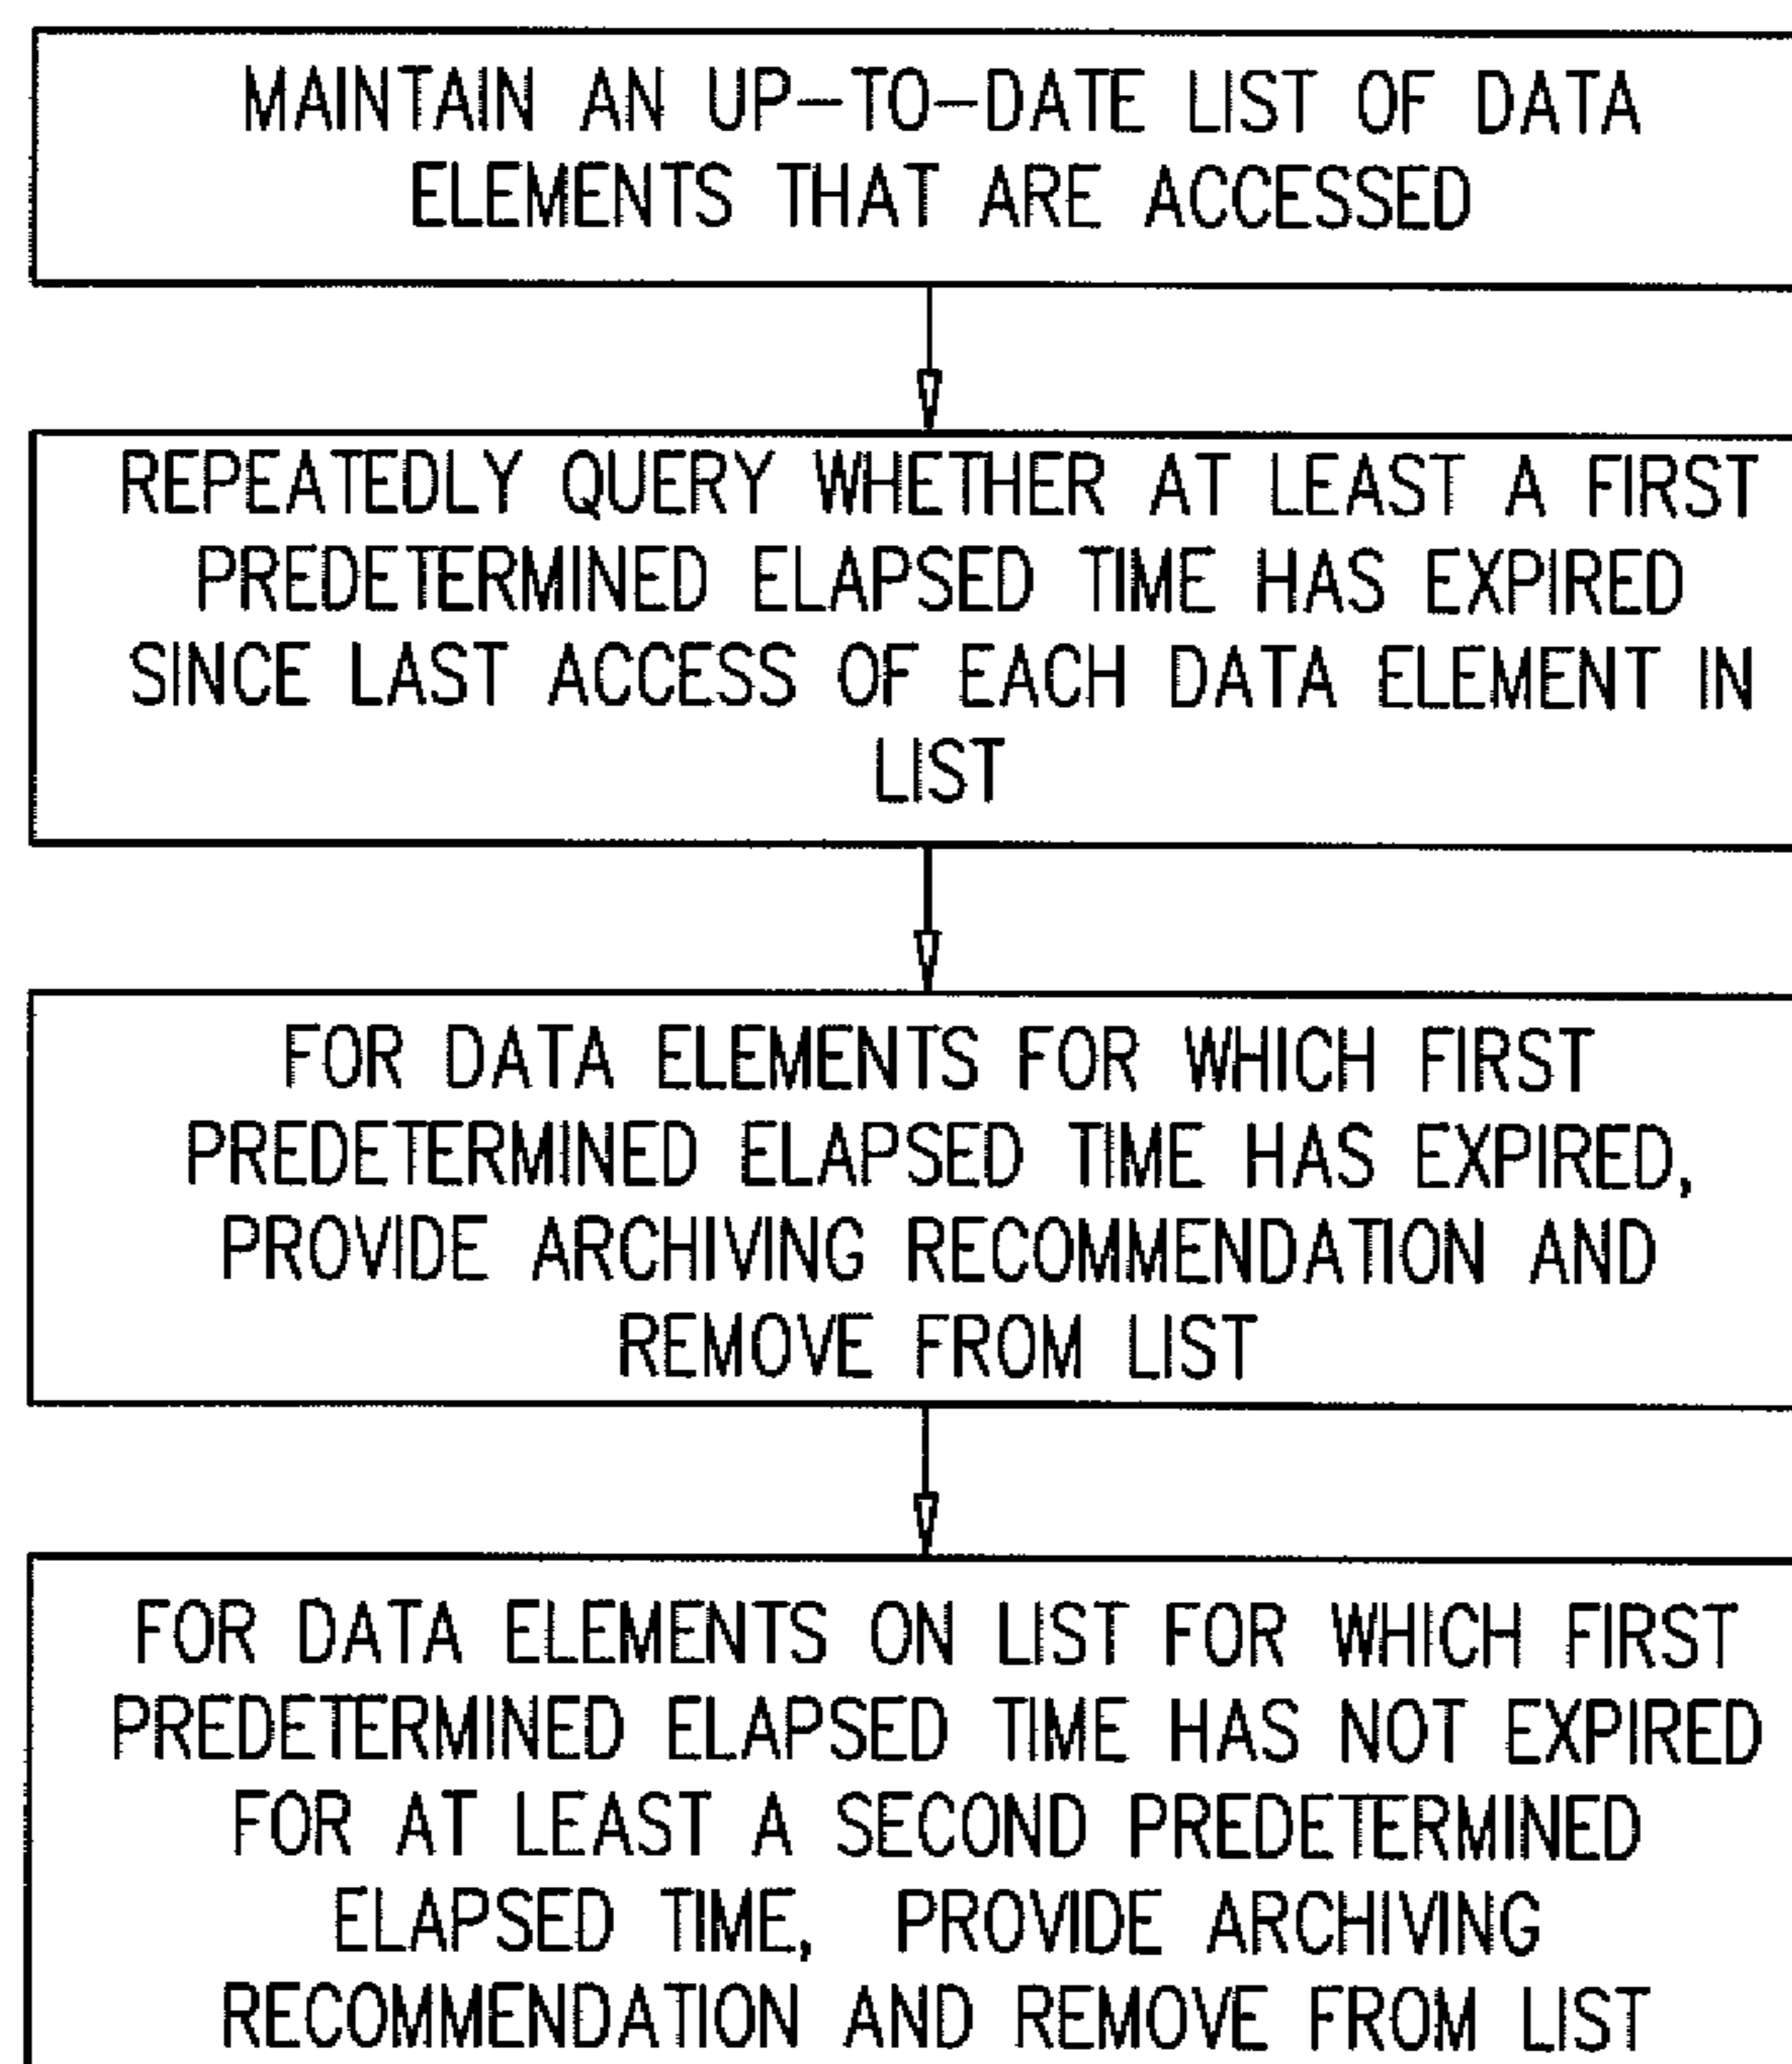 MAINTAIN AN UP-TO-DATE LIST OF DATA
ELEMENTS THAT ARE ACCESSED
REPEATEDLY QUERY WHETHER AT LEAST A FIRST
PREDETERMINED ELAPSED TIME HAS EXPIRED
SINCE LAST ACCESS OF EACH DATA ELEMENT IN
LIST
FOR DATA ELEMENTS FOR WHICH FIRST
PREDETERMINED ELAPSED TIME HAS EXPIRED,
PROVIDE ARCHIVING RECOMMENDATION AND
REMOVE FROM LIST
FOR DATA ELEMENTS ON LIST FOR WHICH FIRST
PREDETERMINED ELAPSED TIME HAS NOT EXPIRED
FOR AT LEAST A SECOND PREDETERMINED
ELAPSED TIME, PROVIDE ARCHIVING
RECOMMENDATION AND REMOVE FROM LIST